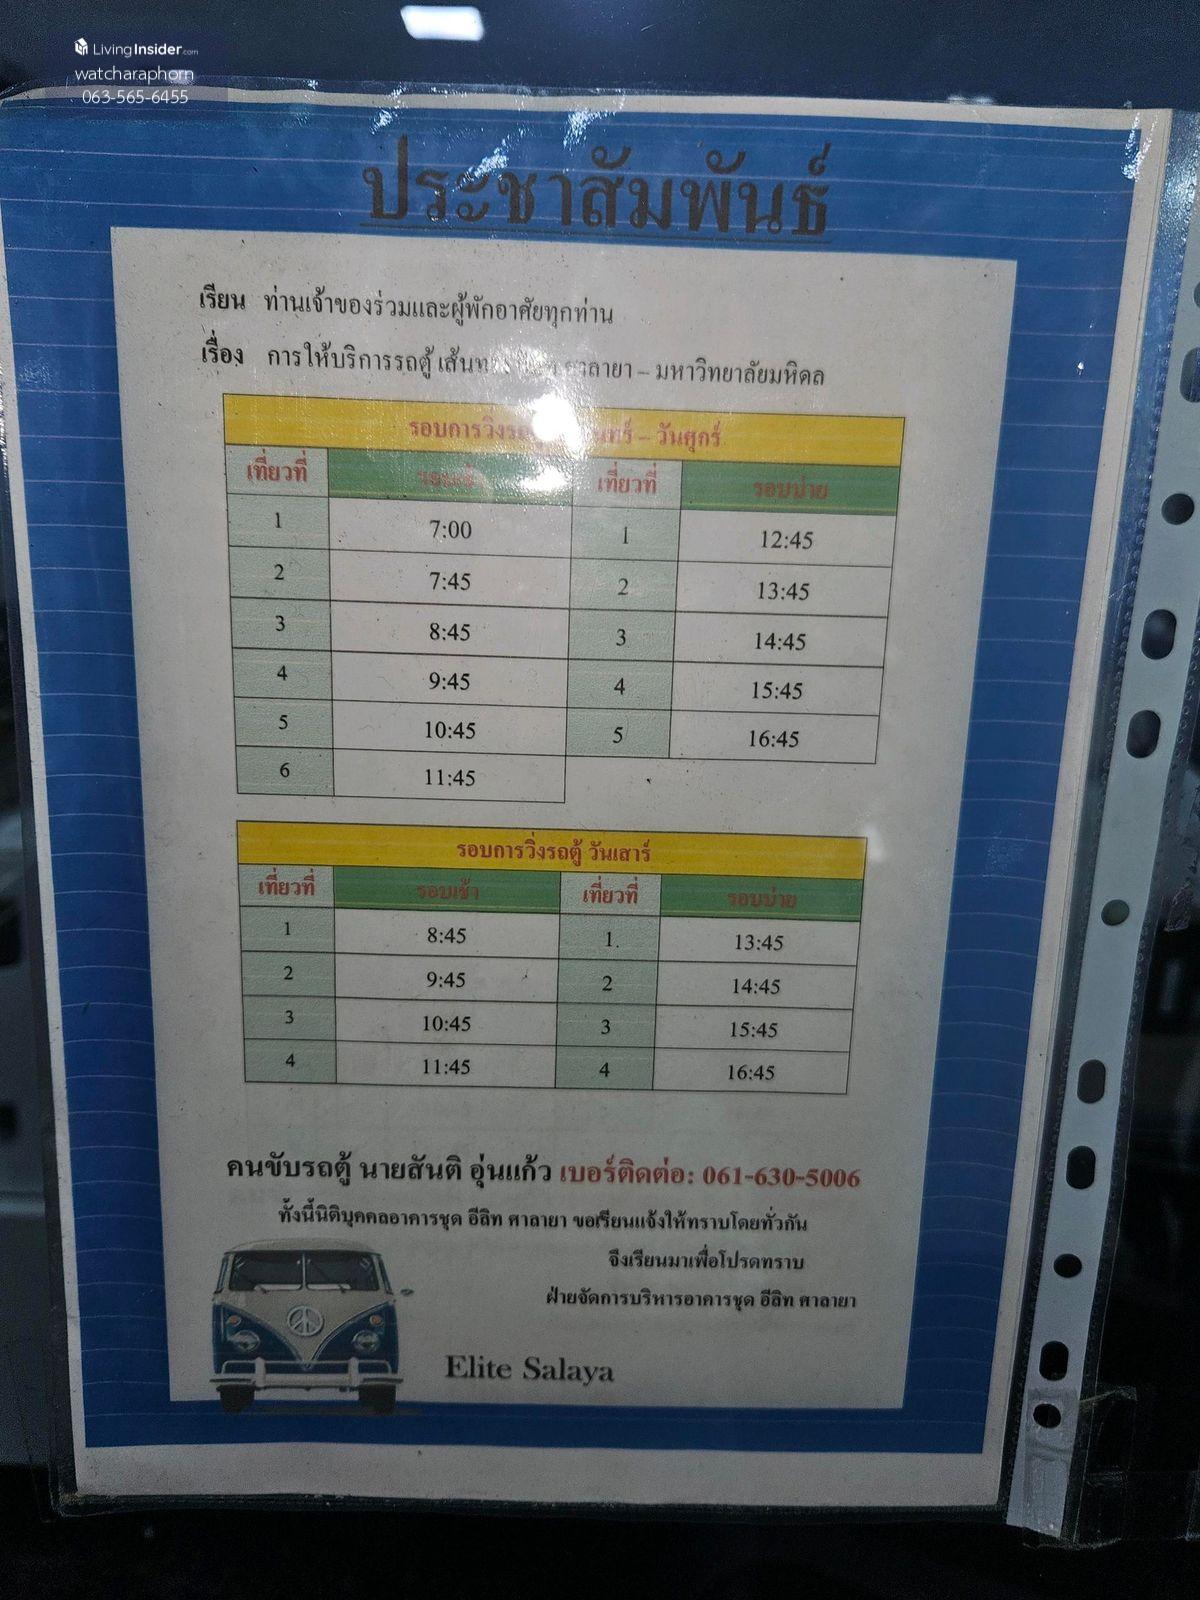 LivingInsider.com
watcharaphorn
063-565-6455
ประชาสัมพันธ์
เรียน ท่านเจ้าของร่วมและผู้พักอาศัยทุกท่าน
เรื่อง การให้บริการรถตู้ เส้นทาง ศาลายา – มหาวิทยาลัยมหิดล
รอบการวิ่งรถตู้ – วันศุกร์
เที่ยวที่ รอบเช้า เที่ยวที่ รอบบ่าย
1 7:00 1 12:45
2 7:45 2 13:45
3 8:45 3 14:45
4 9:45 4 15:45
5 10:45 5 16:45
6 11:45
รอบการวิ่งรถตู้ วันเสาร์
เที่ยวที่ รอบเช้า เที่ยวที่ รอบบ่าย
1 8:45 1. 13:45
2 9:45 2 14:45
3 10:45 3 15:45
4 11:45 4 16:45
คนขับรถตู้ นายสันติ อุ่นแก้ว เบอร์ติดต่อ: 061-630-5006
ทั้งนี้นิติบุคคลอาคารชุด อีลิท ศาลายา ขอเรียนแจ้งให้ทราบโดยทั่วกัน
จึงเรียนมาเพื่อโปรดทราบ
ฝ่ายจัดการบริหารอาคารชุด อีลิท ศาลายา
Elite Salaya